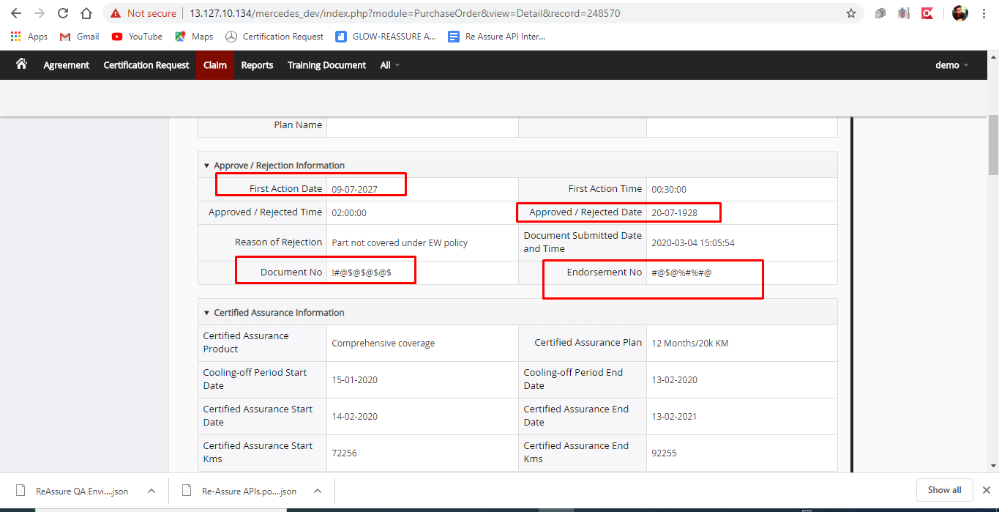 Not secure 13.127.10.134/mercedes_dev/index.php?module=PurchaseOrder&view=Detail&record=248570
Apps Gmail YouTube Maps Certification Request GLOW-REASSURE A... Re Assure API Inter...
Agreement Certification Request Claim Reports Training Document All demo
Plan Name
Approve / Rejection Information
First Action Date 09-07-2027 First Action Time 00:30:00
Approved / Rejected Time 02:00:00 Approved / Rejected Date 20-07-1928
Reason of Rejection Part not covered under EW policy Document Submitted Date
and Time 2020-03-04 15:05:54
Document No !#@$@$@$@$ Endorsement No #@$@%#%#@
Certified Assurance Information
Certified Assurance
Product Comprehensive coverage Certified Assurance Plan 12 Months/20k KM
Cooling-off Period Start
Date 15-01-2020 Cooling-off Period End
Date 13-02-2020
Certified Assurance Start
Date 14-02-2020 Certified Assurance End
Date 13-02-2021
Certified Assurance Start
Kms 72256 Certified Assurance End
Kms 92255
ReAssure QA Envi....json Re-Assure APIs.po....json Show all